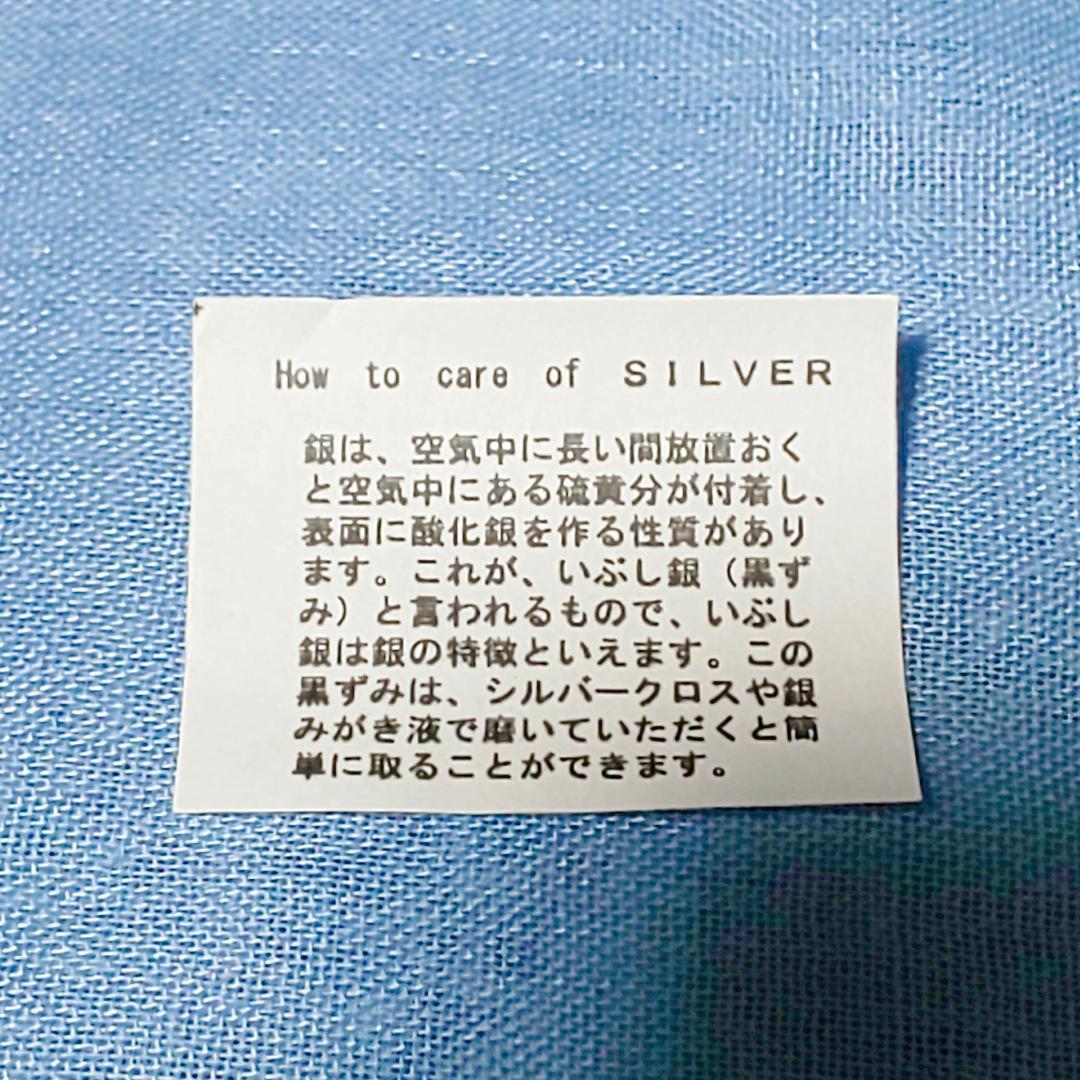 How to care of SILVER
銀は、空気中に長い間放置おく
と空気中にある硫黄分が付着し、
表面に酸化銀を作る性質があり
ます。これが、いぶし銀（黒ず
み）と言われるもので、いぶし
銀は銀の特徴といえます。この
黒ずみは、シルバークロスや銀
みがき液で磨いていただくと簡
単に取ることができます。